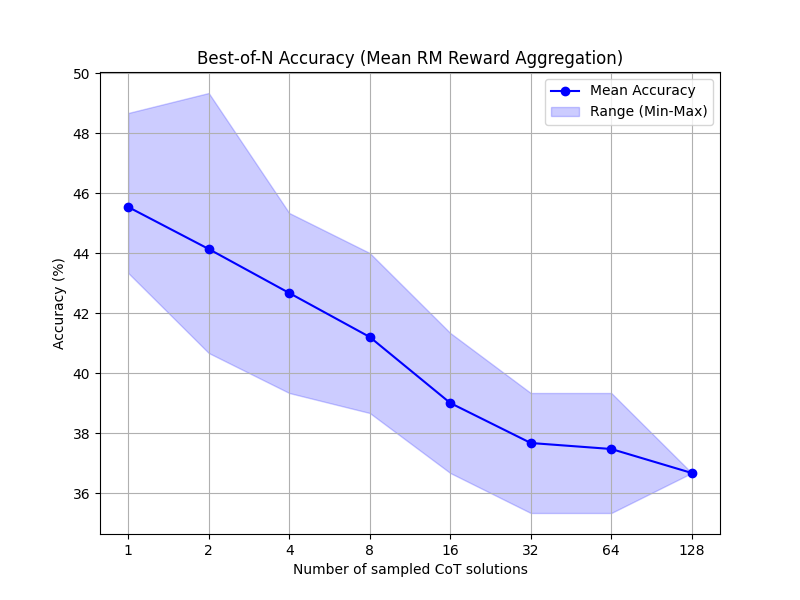 Best-of-N Accuracy (Mean RM Reward Aggregation)
Mean Accuracy
Range (Min-Max)
50
48
46
44
42
40
38
36
Accuracy (%)
1 2 4 8 16 32 64 128
Number of sampled CoT solutions